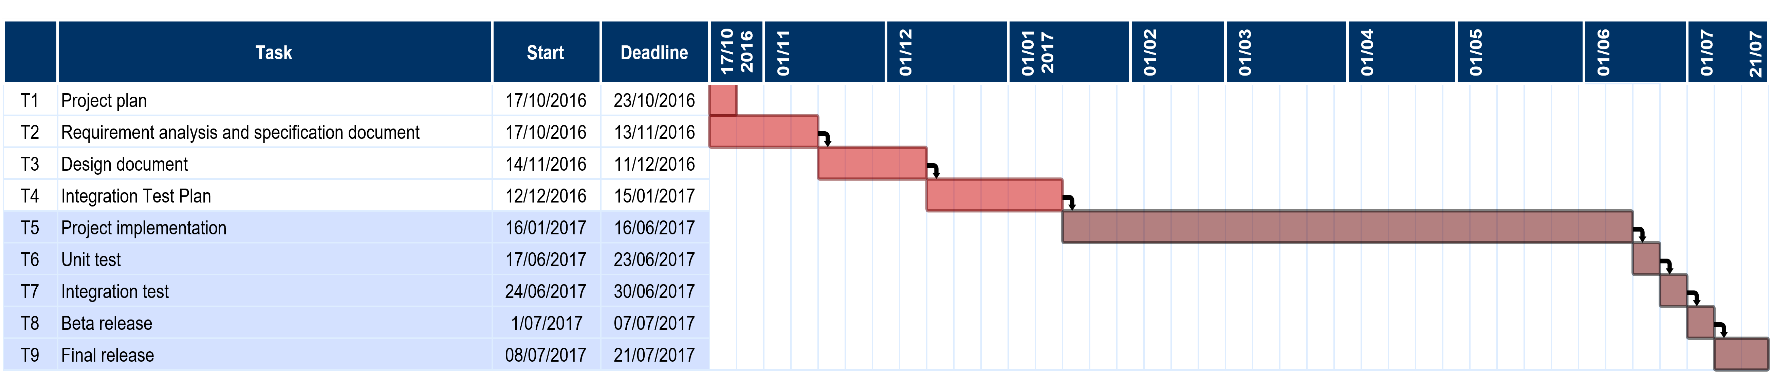 Task Start Deadline 17/10 2016 01/11 01/12 01/01 2017 01/02 01/03 01/04 01/05 01/06 01/07 21/07
T1 Project plan 17/10/2016 23/10/2016
T2 Requirement analysis and specification document 17/10/2016 13/11/2016
T3 Design document 14/11/2016 11/12/2016
T4 Integration Test Plan 12/12/2016 15/01/2017
T5 Project implementation 16/01/2017 16/06/2017
T6 Unit test 17/06/2017 23/06/2017
T7 Integration test 24/06/2017 30/06/2017
T8 Beta release 1/07/2017 07/07/2017
T9 Final release 08/07/2017 21/07/2017